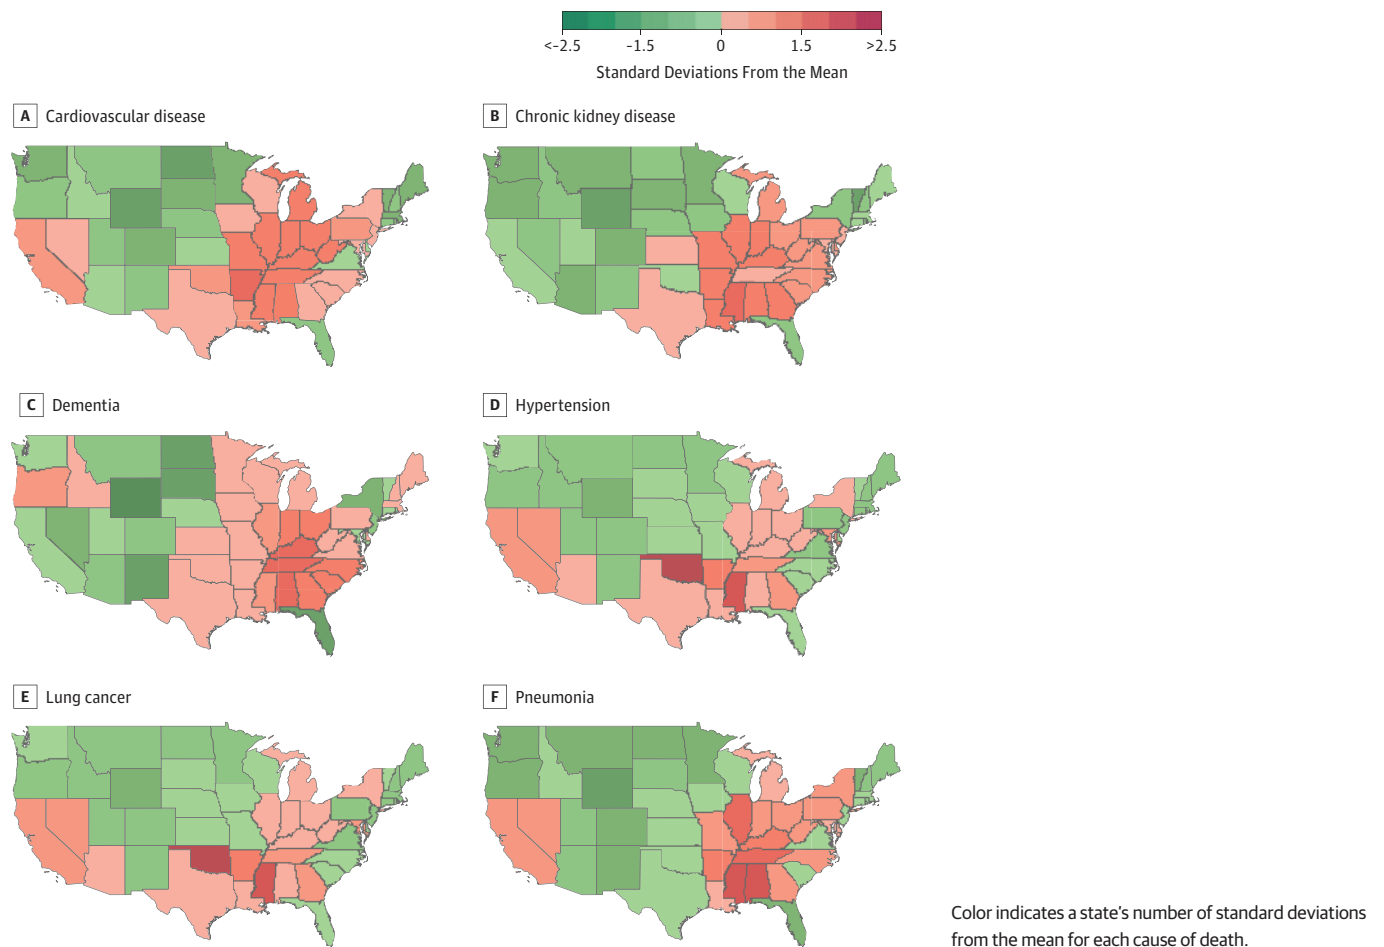 <-2.5 -1.5 0 1.5 >2.5
Standard Deviations From the Mean
A Cardiovascular disease
B Chronic kidney disease
C Dementia
D Hypertension
E Lung cancer
F Pneumonia
Color indicates a state's number of standard deviations
from the mean for each cause of death.